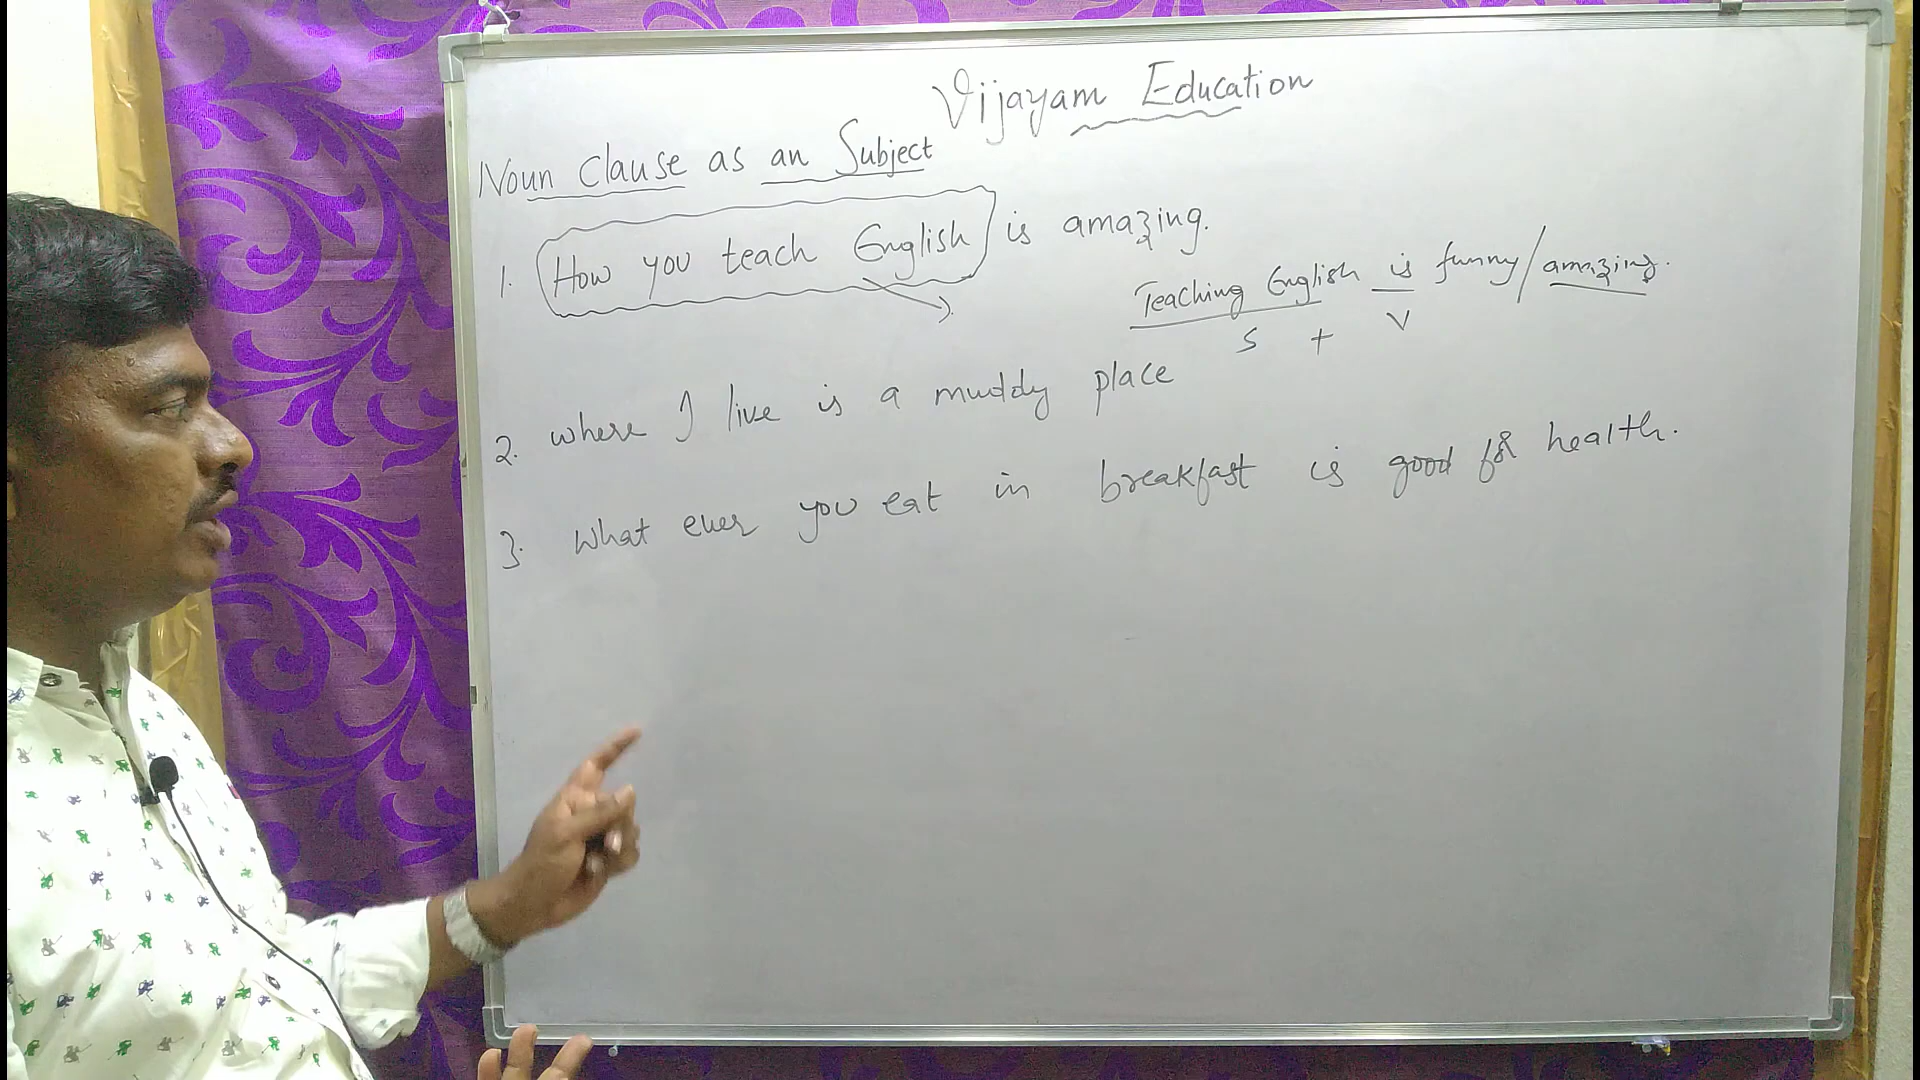 Vijayam Education
Noun Clause as an Subject
1. How you teach English is amazing.
Teaching English is funny/amazing.
S + V
2. where I live is a muddy place
3. What ever you eat in breakfast is good for health.